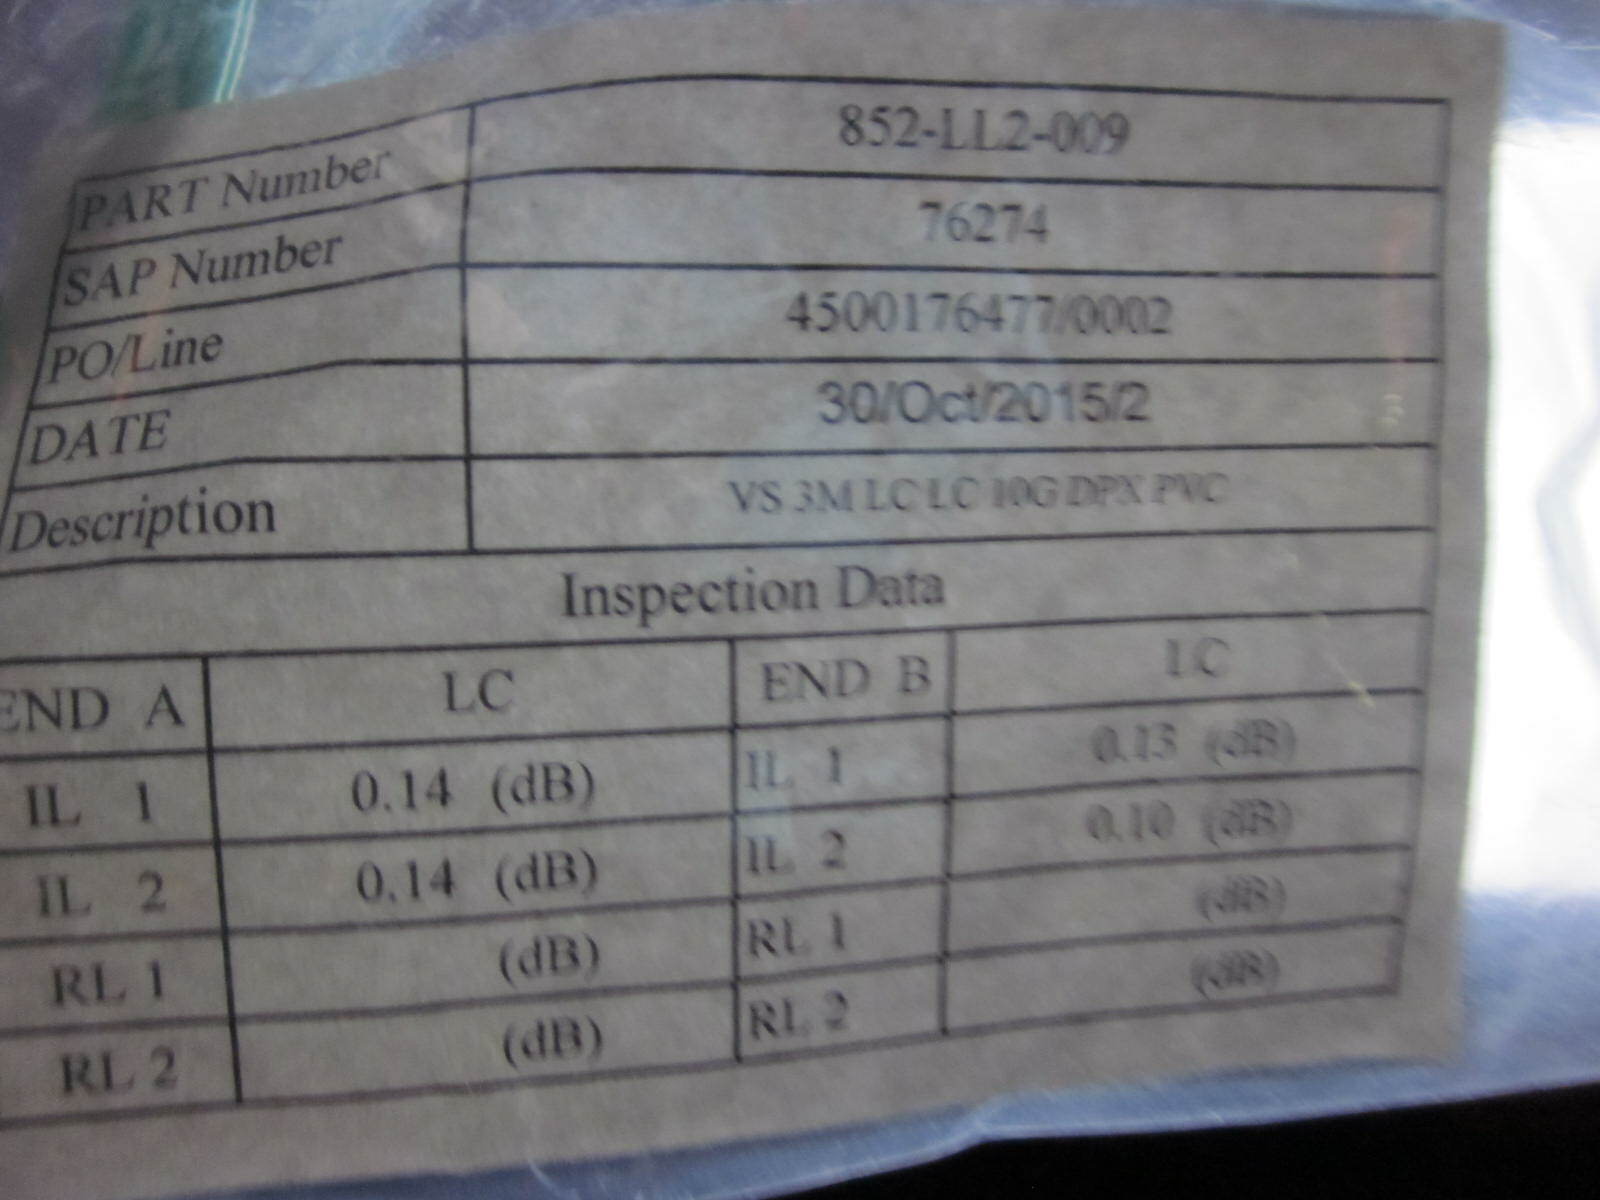 PART Number 852-LL2-009
SAP Number 76274
PO/Line 4500176477/0002
DATE 30/Oct/2015/2
Description VS 3M LC LC 10G DPX PVC
Inspection Data
END A LC END B LC
IL 1 0.14 (dB) IL 1 0.13 (dB)
IL 2 0.14 (dB) IL 2 0.10 (dB)
RL 1 (dB) RL 1 (dB)
RL 2 (dB) RL 2 (dB)